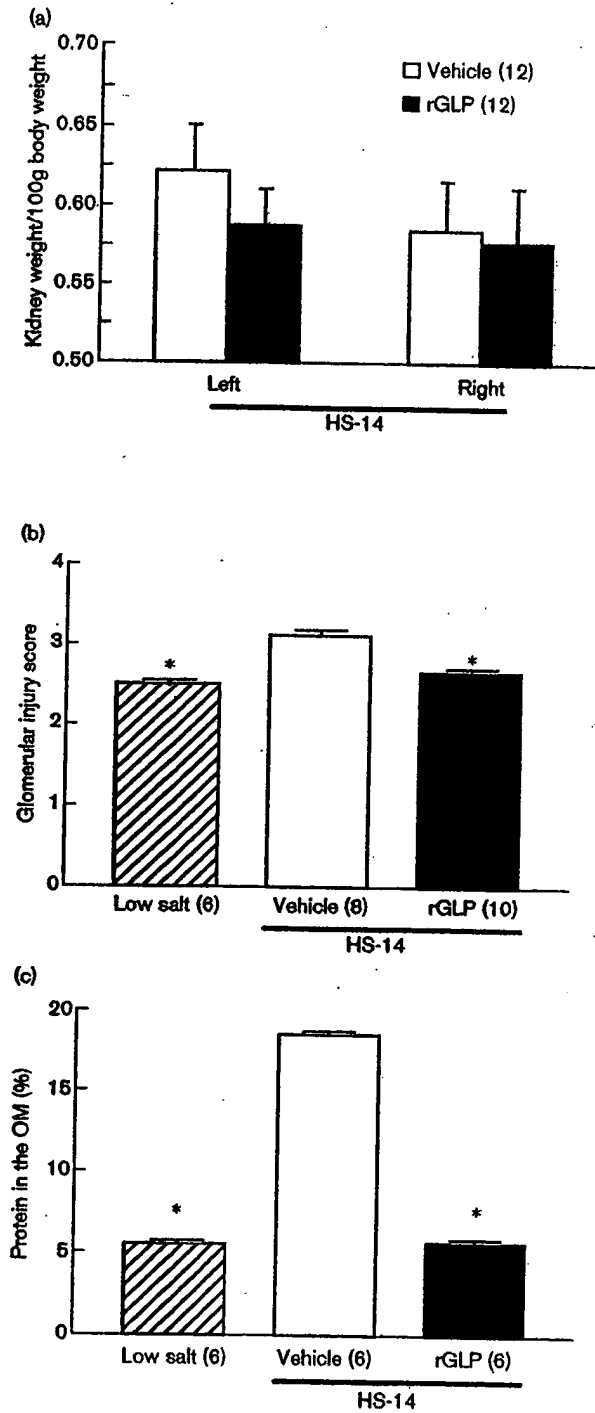 (a)
0.70
0.65
0.60
0.55
0.50
Kidney weight/100g body weight
Vehicle (12)
rGLP (12)
Left
Right
HS-14
(b)
4
3
2
1
0
Glomerular injury score
*
*
Low salt (6)
Vehicle (8)
rGLP (10)
HS-14
(c)
20
15
10
5
0
Protein in the OM (%)
*
*
Low salt (6)
Vehicle (6)
rGLP (6)
HS-14